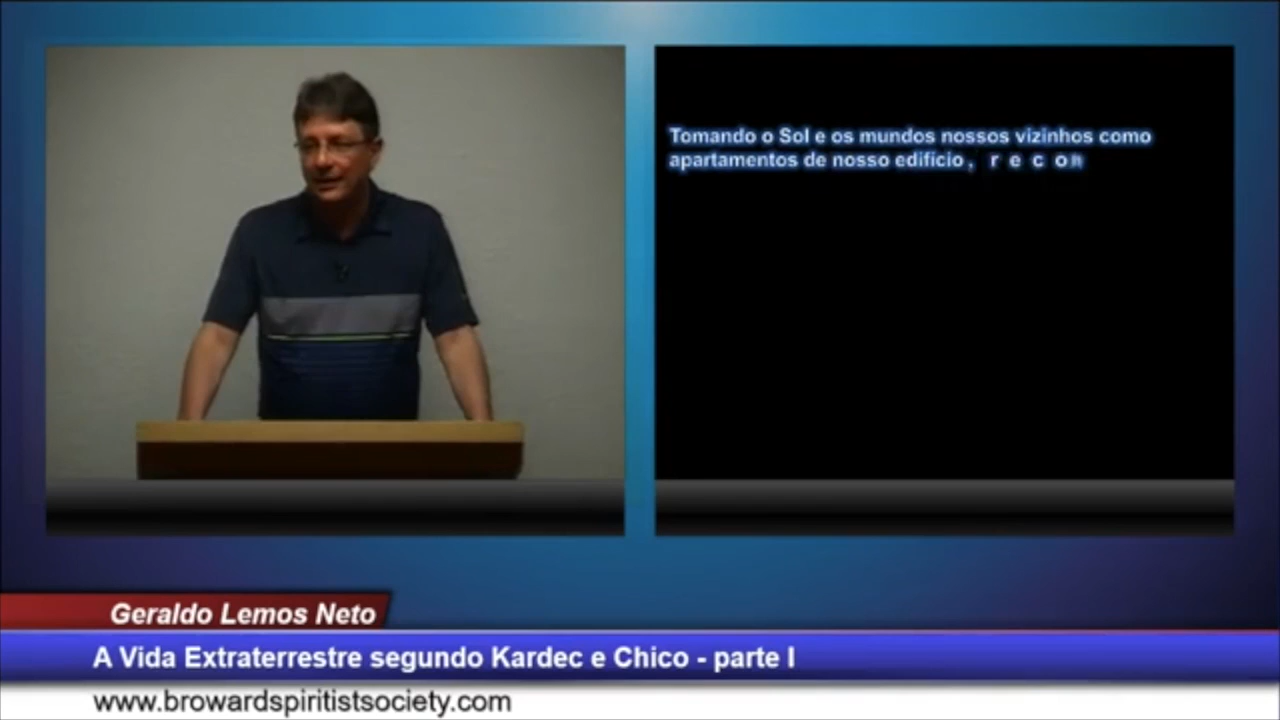 Tomando o Sol e os mundos nossos vizinhos como
apartamentos de nosso edifício, recon
Geraldo Lemos Neto
A Vida Extraterrestre segundo Kardec e Chico - parte I
www.browardspiritistsociety.com